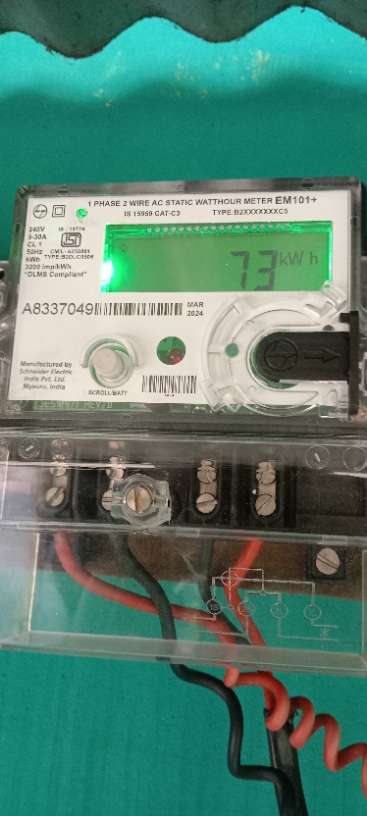 1 PHASE 2 WIRE AC STATIC WATTHOUR METER EM101+
IS 15959 CAT-C3 TYPE:B2XXXXXXXC5
240V
5-30A
CL 1
50Hz
kWh
3200 imp/kWh
"DLMS Compliant"
ISI
73 kWh
A8337049
MAR
2024
Manufactured by
Schneider Electric
India Pvt. Ltd.
Mysuru, India
SCROLL/BATT